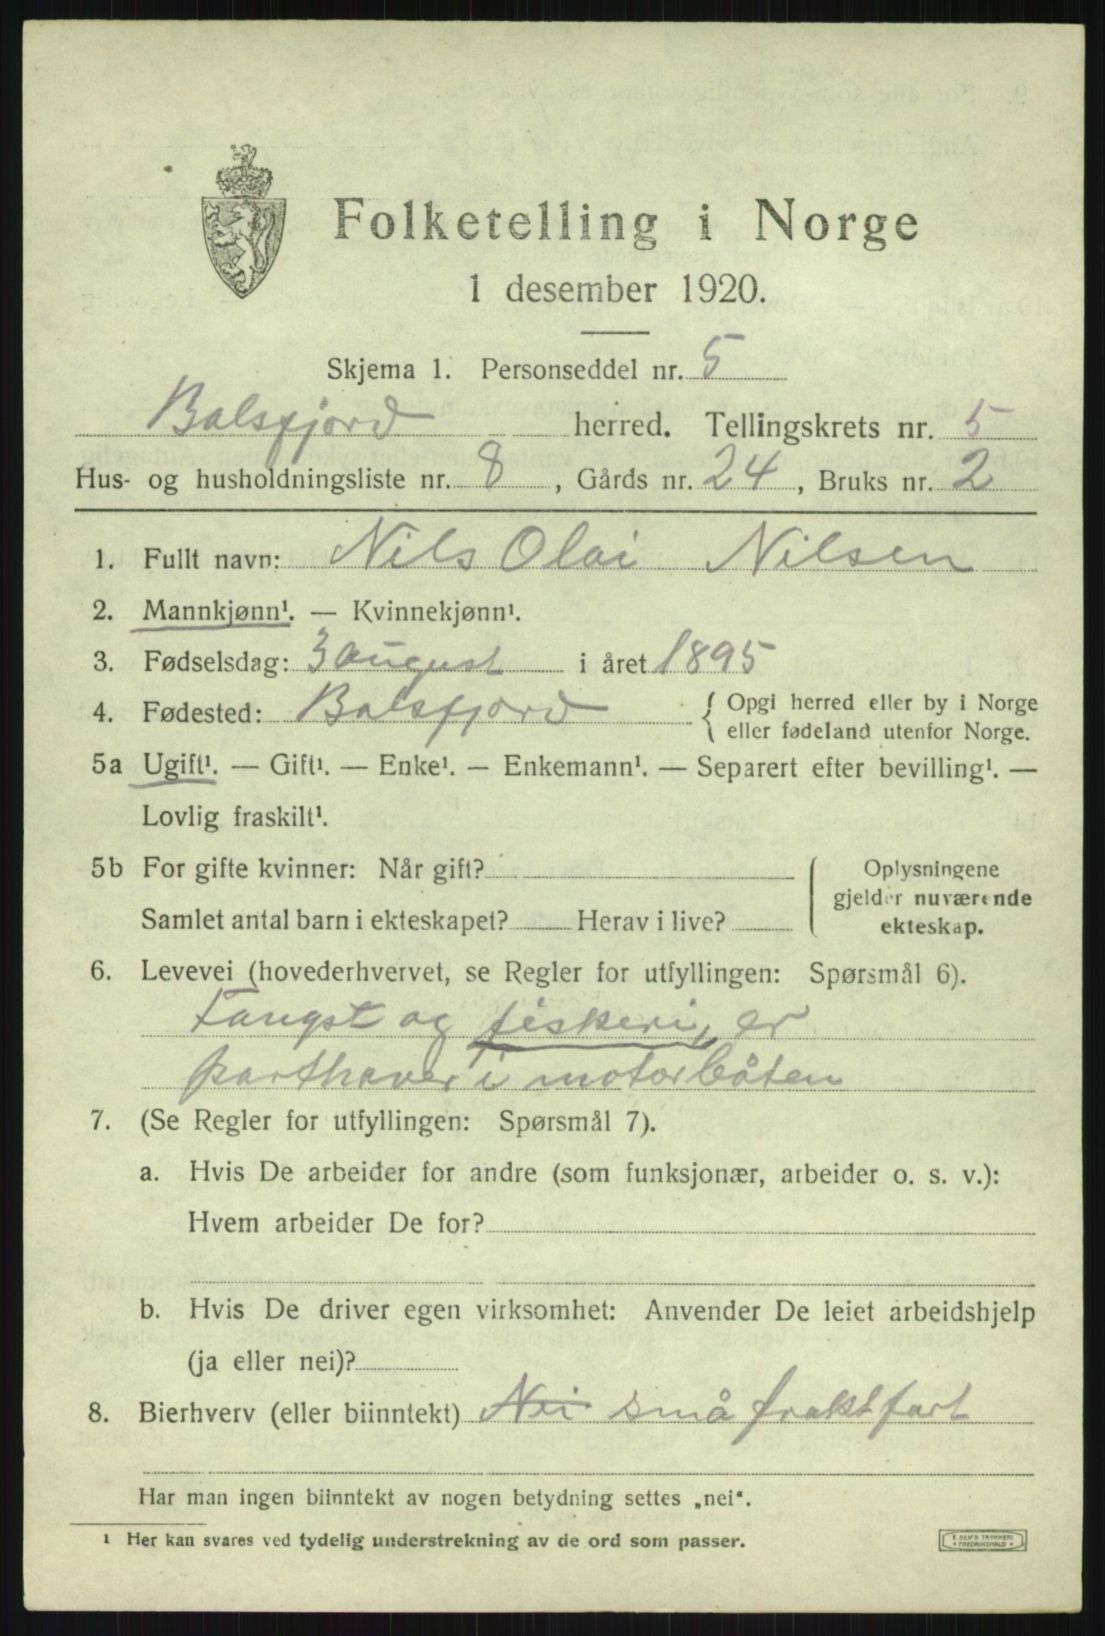 Folketelling i Norge
1 desember 1920.
Skjema 1. Personseddel nr. 5
Balsfjord herred. Tellingskrets nr. 5
Hus- og husholdningsliste nr. 8, Gårds nr. 24, Bruks nr. 2
1. Fullt navn: Nils Olai Nilsen
2. Mannkjønn¹. — Kvinnekjønn¹.
3. Fødselsdag: 3 august i året 1895
4. Fødested: Balsfjord { Opgi herred eller by i Norge
eller fødeland utenfor Norge.
5a Ugift¹. — Gift¹. — Enke¹. — Enkemann¹. — Separert efter bevilling¹. —
Lovlig fraskilt¹.
5b For gifte kvinner: Når gift?
Samlet antal barn i ekteskapet? Herav i live?
Oplysningene
gjelder nuværende
ekteskap.
6. Levevei (hovederhvervet, se Regler for utfyllingen: Spørsmål 6).
Fangst og fiskeri, er
parthaver i motorbåten
7. (Se Regler for utfyllingen: Spørsmål 7).
a. Hvis De arbeider for andre (som funksjonær, arbeider o. s. v.):
Hvem arbeider De for?
b. Hvis De driver egen virksomhet: Anvender De leiet arbeidshjelp
(ja eller nei)?
8. Bierhverv (eller biinntekt) Nei små fraktfart
Har man ingen biinntekt av nogen betydning settes „nei“.
¹ Her kan svares ved tydelig understrekning av de ord som passer.
E SEMS TRYKKERI
• FREDRIKSHALD •